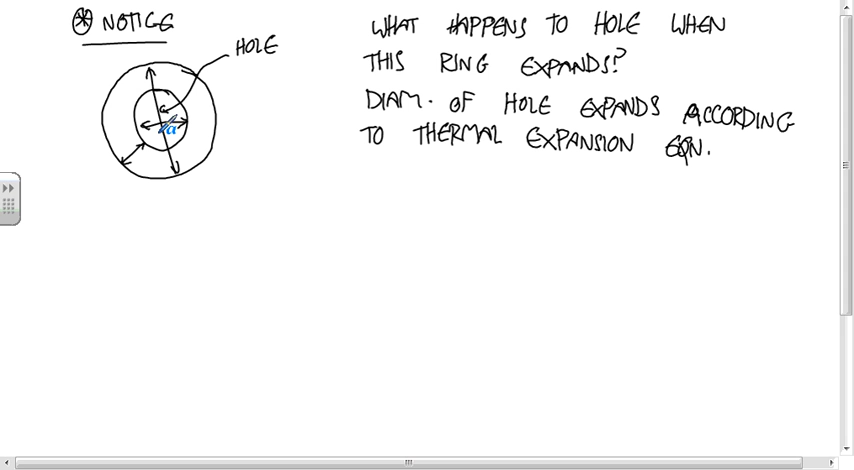 ⊛ NOTICE
HOLE
a
WHAT HAPPENS TO HOLE WHEN
THIS RING EXPANDS?
DIAM. OF HOLE EXPANDS ACCORDING
TO THERMAL EXPANSION EQN.